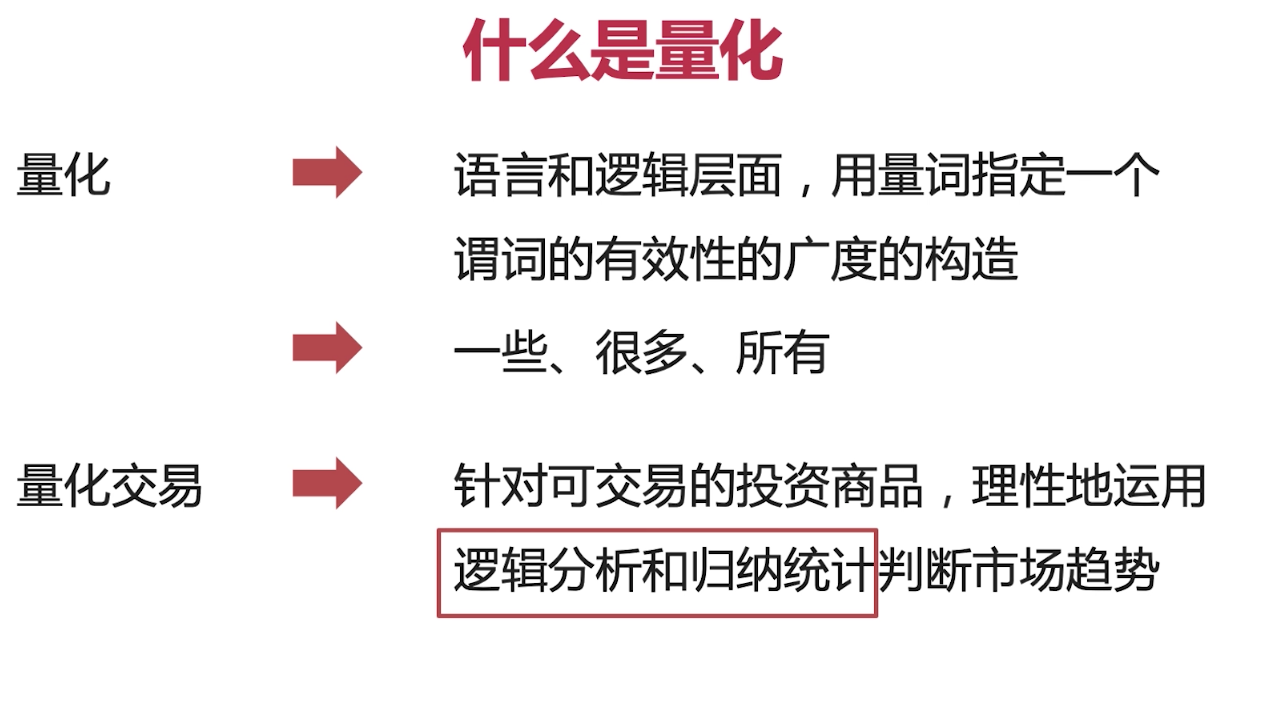 什么是量化
量化
语言和逻辑层面，用量词指定一个
谓词的有效性的广度的构造
一些、很多、所有
量化交易
针对可交易的投资商品，理性地运用
逻辑分析和归纳统计判断市场趋势